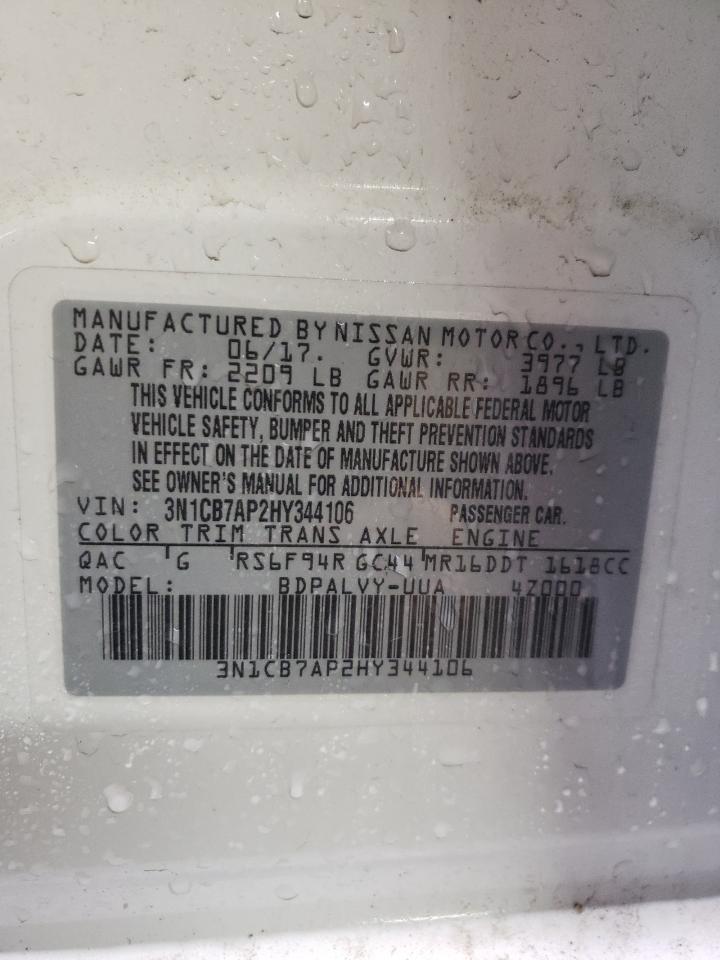 MANUFACTURED BY NISSAN MOTOR CO., LTD.
DATE: 06/17. GVWR: 3977 LB
GAWR FR: 2209 LB GAWR RR: 1896 LB
THIS VEHICLE CONFORMS TO ALL APPLICABLE FEDERAL MOTOR
VEHICLE SAFETY, BUMPER AND THEFT PREVENTION STANDARDS
IN EFFECT ON THE DATE OF MANUFACTURE SHOWN ABOVE.
SEE OWNER'S MANUAL FOR ADDITIONAL INFORMATION.
VIN: 3N1CB7AP2HY344106 PASSENGER CAR.
COLOR TRIM TRANS AXLE ENGINE
QAC G RS6F94R GC44 MR16DDT 1618CC
MODEL: BDPALVY-UUA 4Z000
3N1CB7AP2HY344106